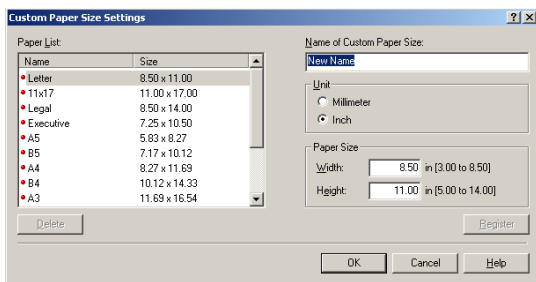 Custom Paper Size Settings
Paper List:
Name Size
Letter 8.50 x 11.00
11x17 11.00 x 17.00
Legal 8.50 x 14.00
Executive 7.25 x 10.50
A5 5.83 x 8.27
B5 7.17 x 10.12
A4 8.27 x 11.69
B4 10.12 x 14.33
A3 11.69 x 16.54
Delete
Name of Custom Paper Size:
New Name
Unit
Millimeter
Inch
Paper Size
Width: 8.50 in [3.00 to 8.50]
Height: 11.00 in [5.00 to 14.00]
Register
OK Cancel Help